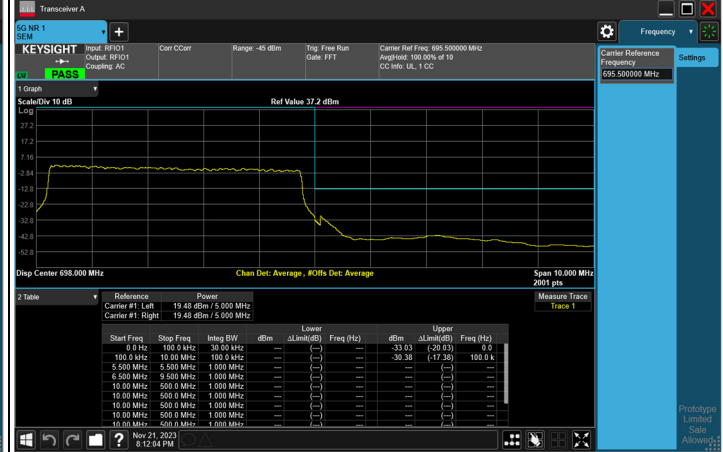 Transceiver A
5G NR 1
SEM
+
Frequency
KEYSIGHT
Input: RFIO1
Output: RFIO1
Coupling: AC
Corr CCorr
Range: -45 dBm
Trig: Free Run
Gate: FFT
Carrier Ref Freq: 695.500000 MHz
Avg|Hold: 100.00% of 10
CC Info: UL, 1 CC
LXI PASS
Carrier Reference
Frequency
695.500000 MHz
Settings
1 Graph
Scale/Div 10 dB Ref Value 37.2 dBm
Log
27.2
17.2
7.16
-2.84
-12.8
-22.8
-32.8
-42.8
-52.8
Disp Center 698.000 MHz Chan Det: Average , #Offs Det: Average Span 10.000 MHz
2001 pts
2 Table
Reference Power
Carrier #1: Left 19.48 dBm / 5.000 MHz
Carrier #1: Right 19.48 dBm / 5.000 MHz
Measure Trace
Trace 1
Lower Upper
Start Freq Stop Freq Integ BW dBm ΔLimit(dB) Freq (Hz) dBm ΔLimit(dB) Freq (Hz)
0.0 Hz 100.0 kHz 30.00 kHz --- (---) --- -33.03 (-20.03) 0.0
100.0 kHz 10.00 MHz 100.0 kHz --- (---) --- -30.38 (-17.38) 100.0 k
5.500 MHz 5.500 MHz 1.000 MHz --- (---) --- --- (---) ---
6.500 MHz 9.500 MHz 1.000 MHz --- (---) --- --- (---) ---
10.00 MHz 500.0 MHz 1.000 MHz --- (---) --- --- (---) ---
10.00 MHz 500.0 MHz 1.000 MHz --- (---) --- --- (---) ---
10.00 MHz 500.0 MHz 1.000 MHz --- (---) --- --- (---) ---
10.00 MHz 500.0 MHz 1.000 MHz --- (---) --- --- (---) ---
Prototype
Limited
Sale
Allowed
?
Nov 21, 2023
8:12:04 PM